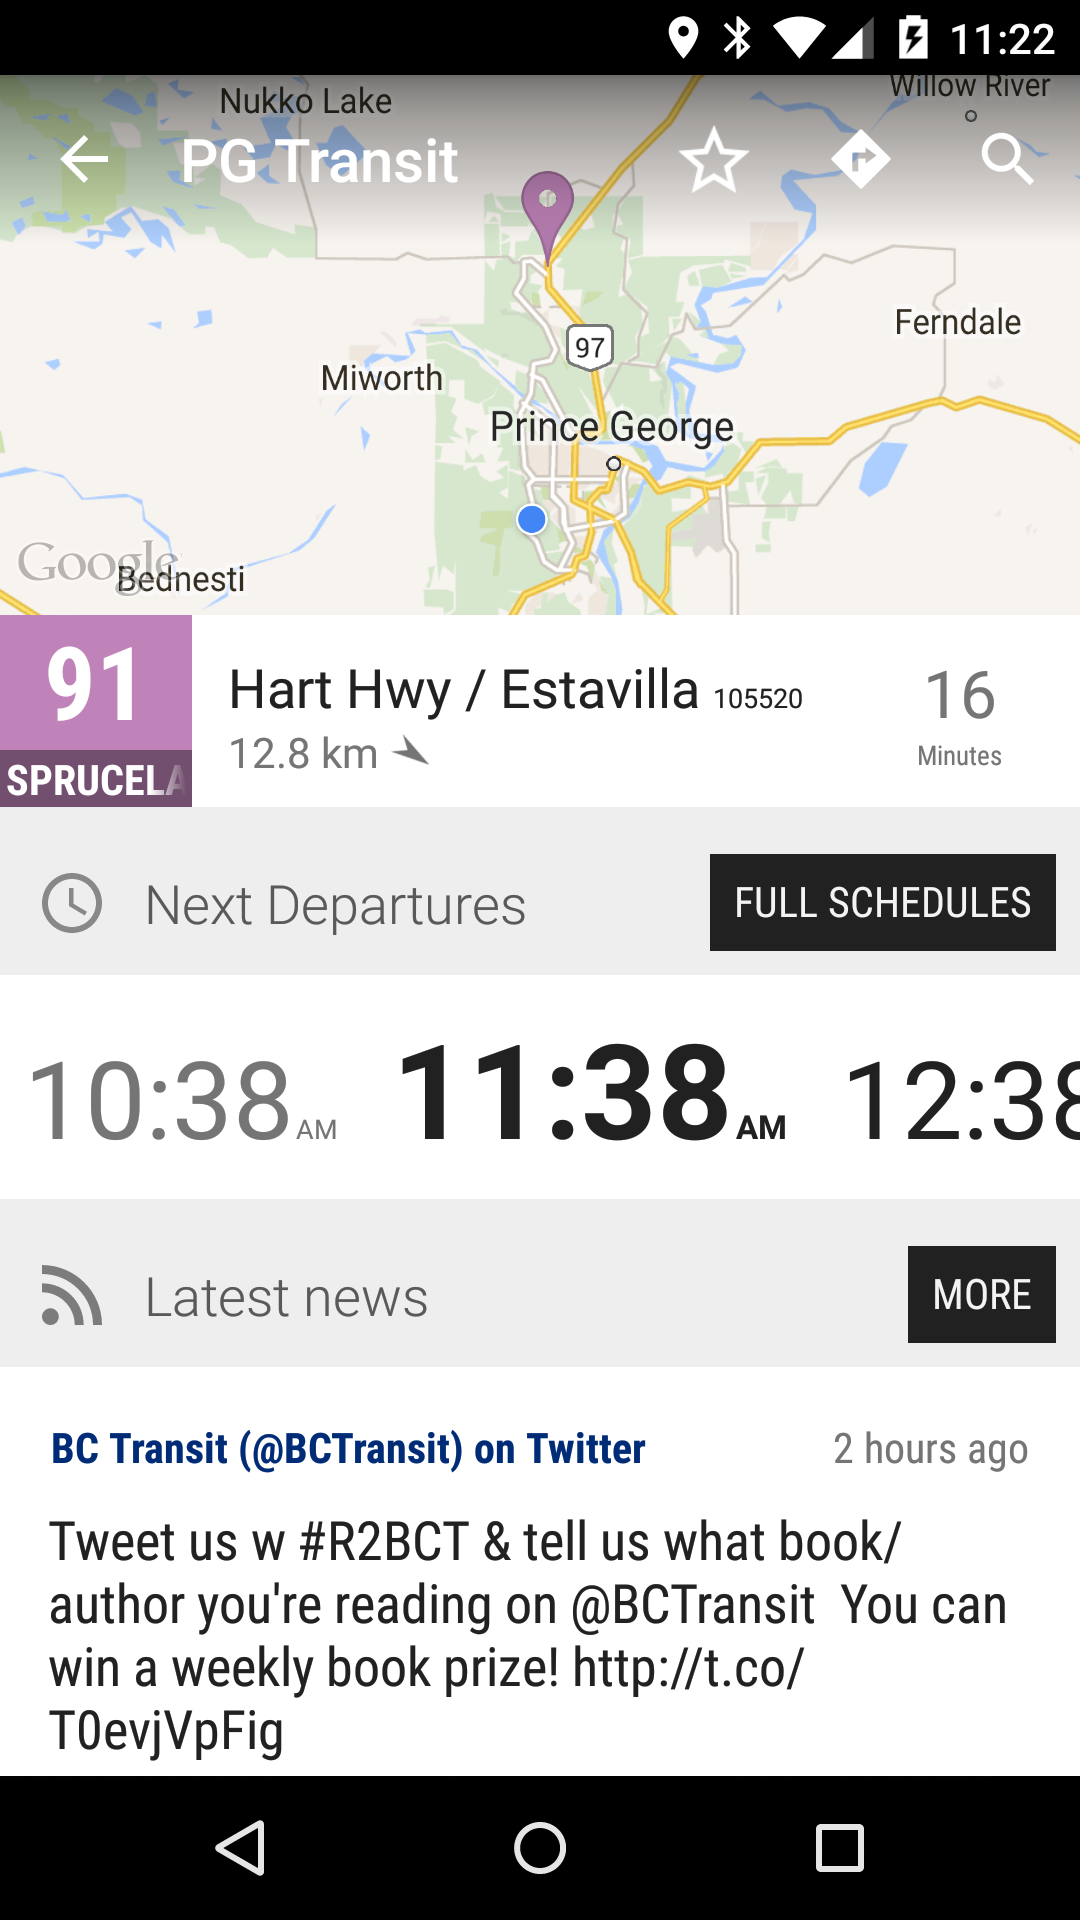 11:22
Nukko Lake
Willow River
PG Transit
Ferndale
97
Miworth
Prince George
Google
Bednesti
91
Hart Hwy / Estavilla 105520
16
12.8 km
Minutes
SPRUCELA
Next Departures
FULL SCHEDULES
10:38 AM 11:38 AM 12:38
Latest news
MORE
BC Transit (@BCTransit) on Twitter
2 hours ago
Tweet us w #R2BCT & tell us what book/
author you're reading on @BCTransit  You can
win a weekly book prize! http://t.co/
T0evjVpFig